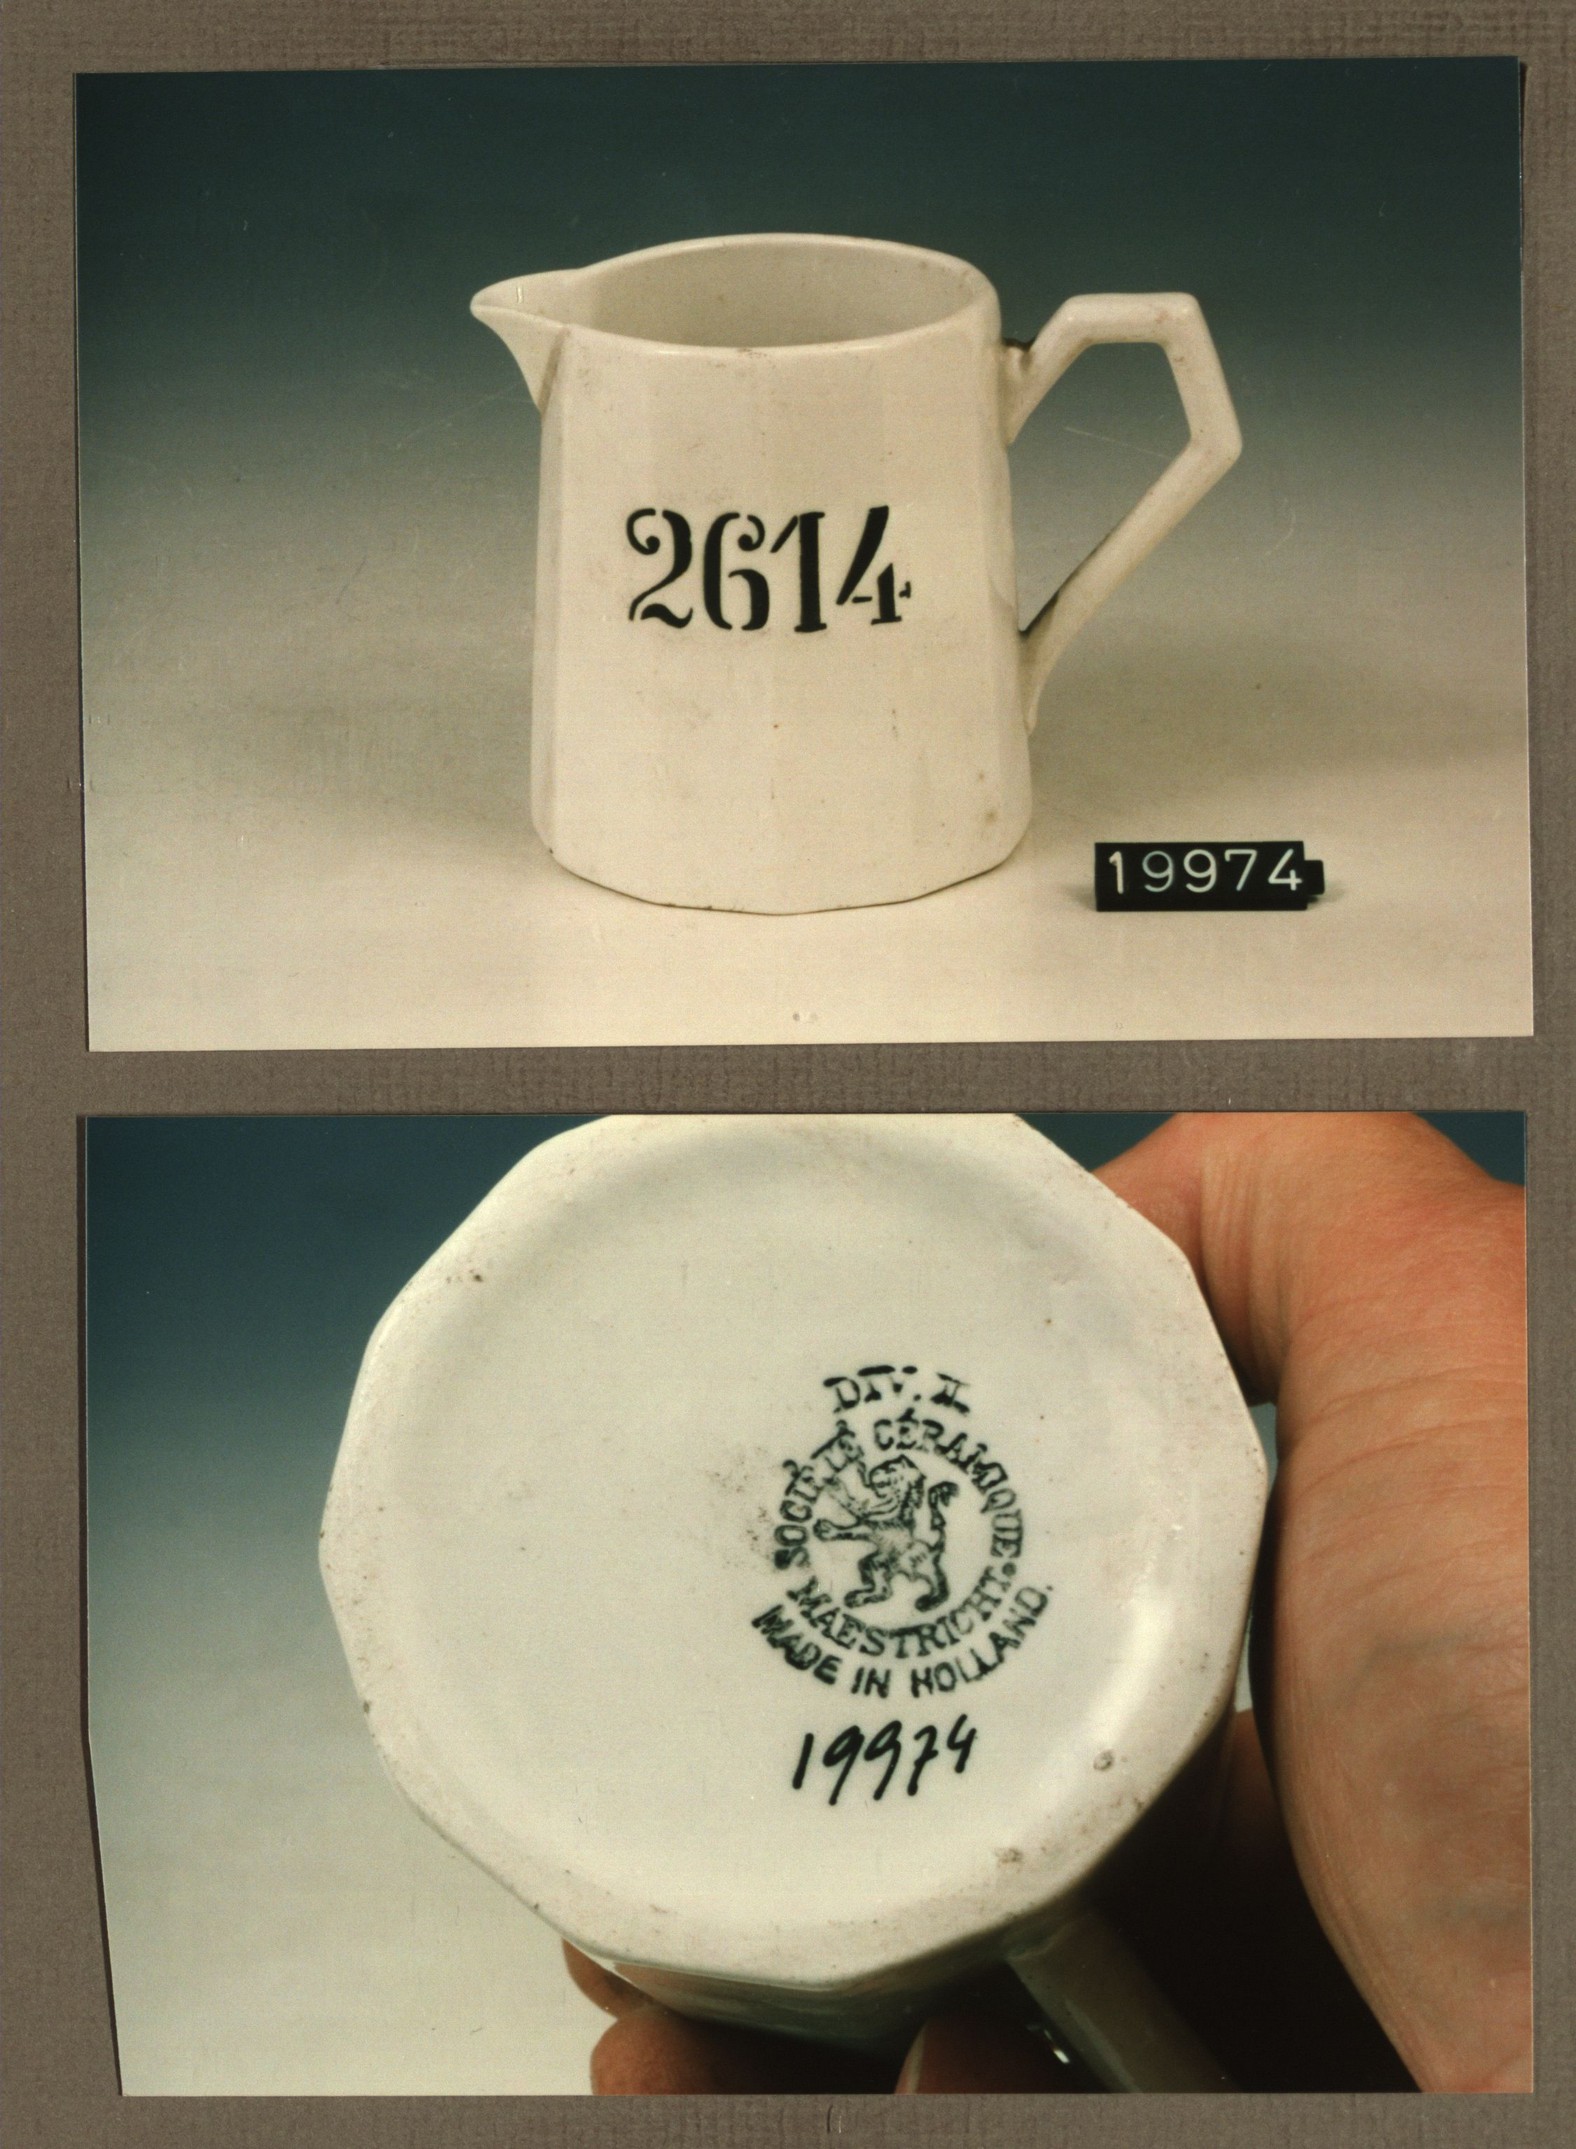 2614
19974
DIV. II.
SOCIÉTÉ CÉRAMIQUE.
MAESTRICHT.
MADE IN HOLLAND.
19974